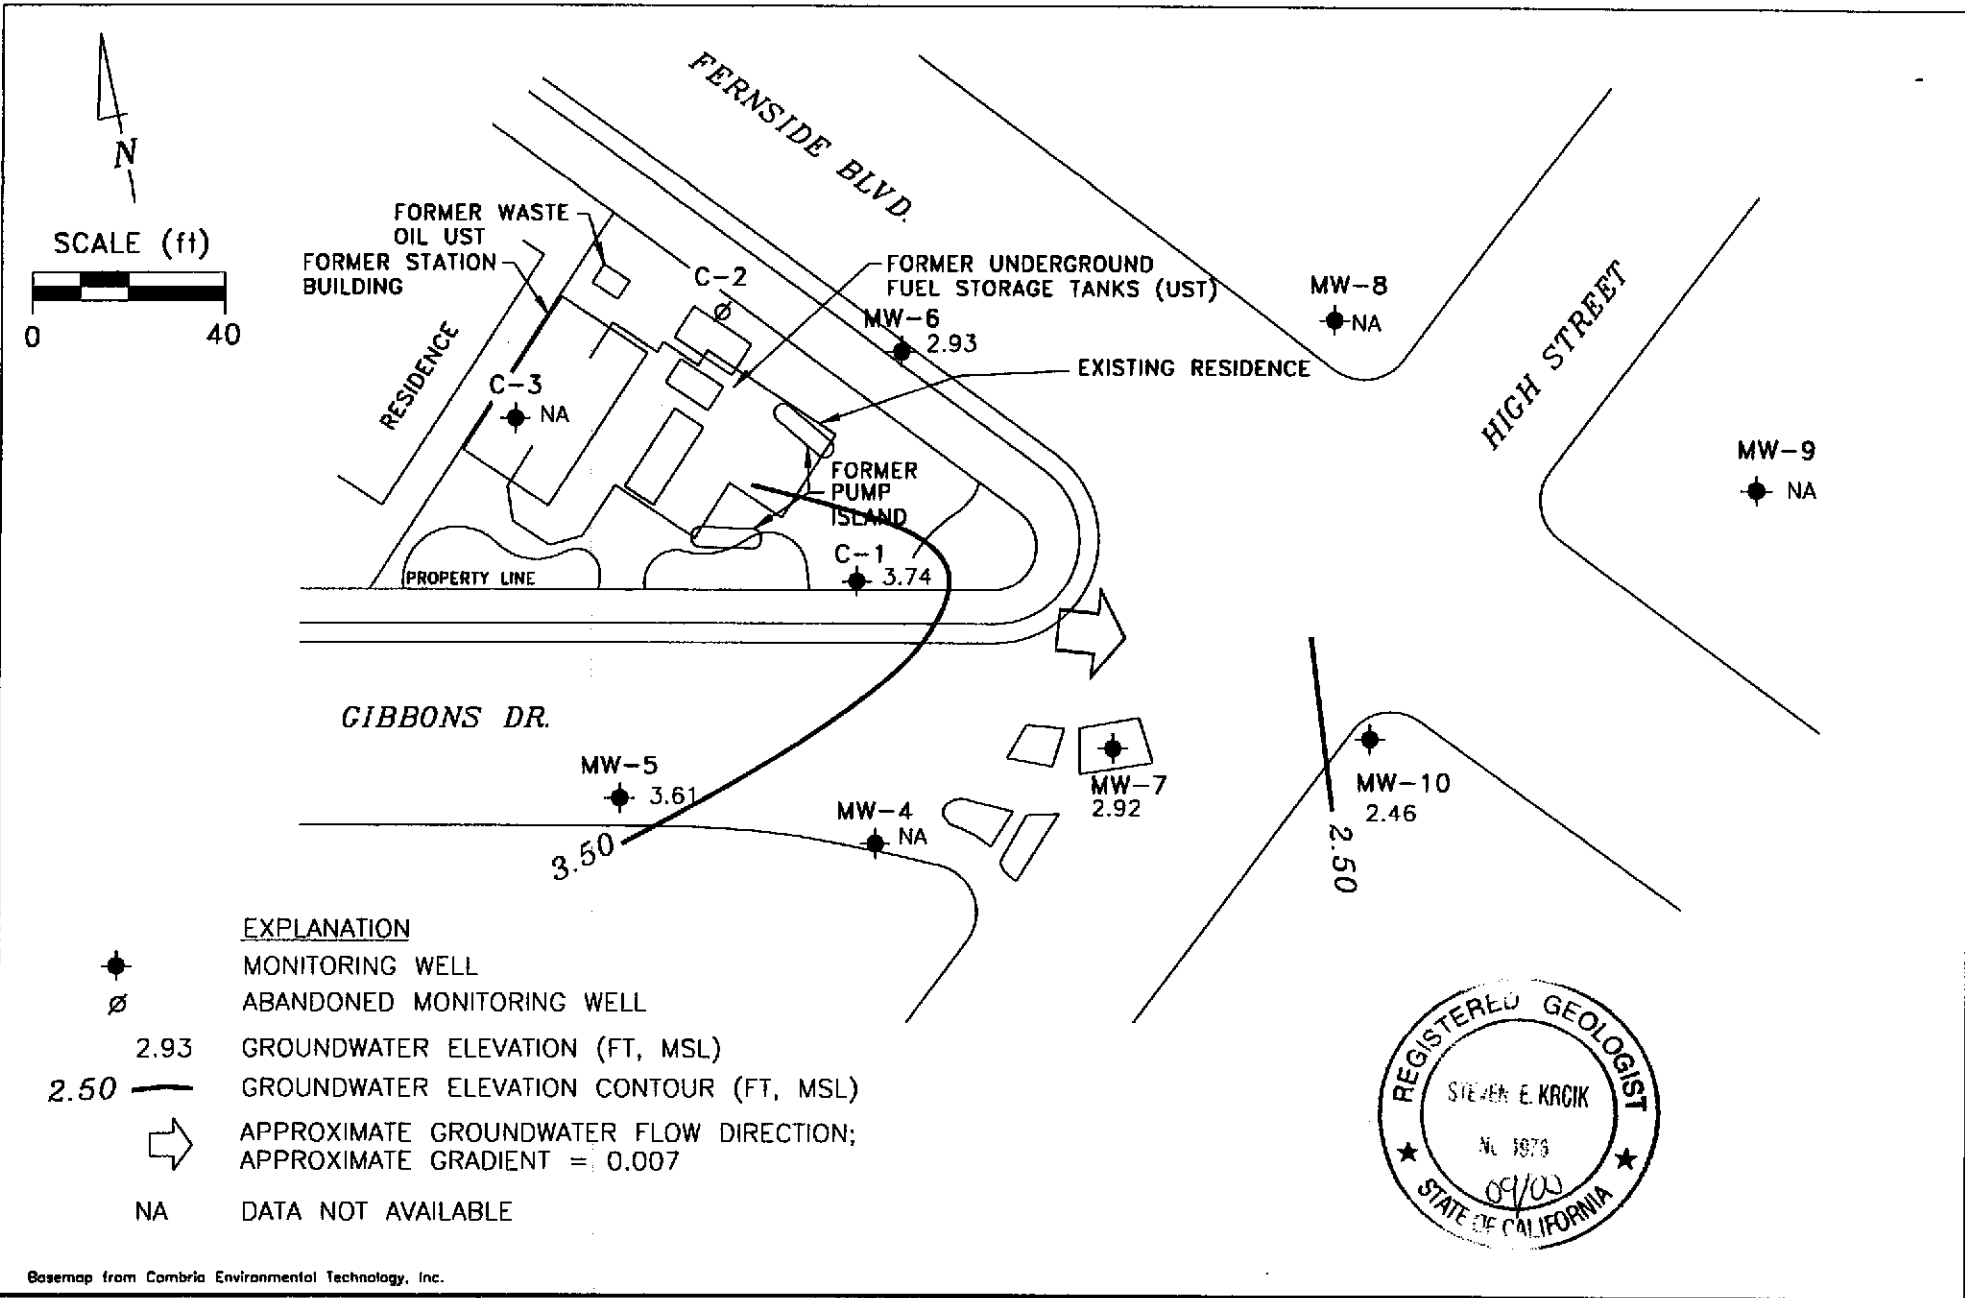 N
SCALE (ft)
0 40
FERNSIDE BLVD.
FORMER WASTE
OIL UST
FORMER STATION
BUILDING
RESIDENCE
C-2
FORMER UNDERGROUND
FUEL STORAGE TANKS (UST)
MW-6
2.93
EXISTING RESIDENCE
MW-8
NA
HIGH STREET
MW-9
NA
C-3
NA
FORMER
PUMP
ISLAND
C-1
3.74
PROPERTY LINE
GIBBONS DR.
MW-5
3.61
3.50
MW-4
NA
MW-7
2.92
MW-10
2.46
2.50
EXPLANATION
MONITORING WELL
ABANDONED MONITORING WELL
2.93 GROUNDWATER ELEVATION (FT, MSL)
2.50 GROUNDWATER ELEVATION CONTOUR (FT, MSL)
APPROXIMATE GROUNDWATER FLOW DIRECTION;
APPROXIMATE GRADIENT = 0.007
NA DATA NOT AVAILABLE
REGISTERED GEOLOGIST
STEVEN E. KRCIK
09/00
STATE OF CALIFORNIA
Basemap from Cambria Environmental Technology, Inc.